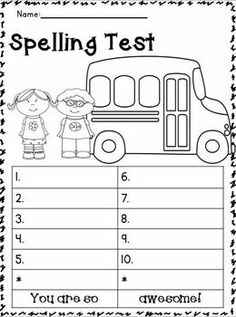 Name:
Spelling Test
1. 6.
2. 7.
3. 8.
4. 9.
5. 10.
* *
You are so awesome!